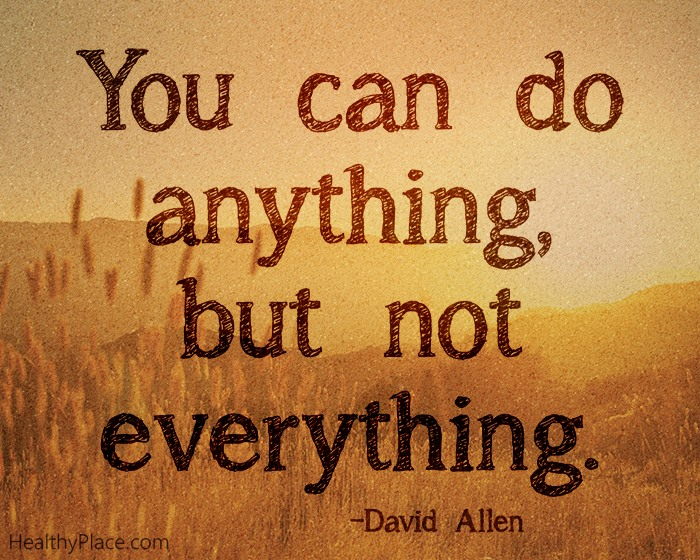 You can do
anything,
but not
everything.
-David Allen
HealthyPlace.com